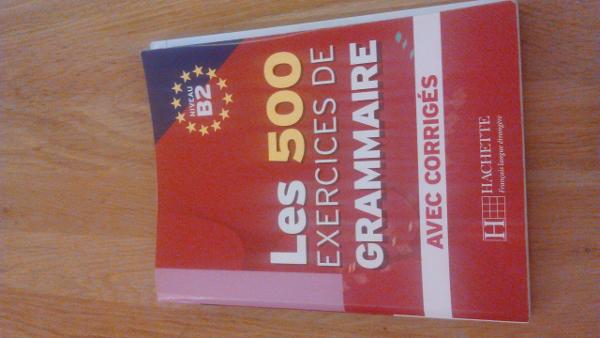 NIVEAU
B2
Les 500
EXERCICES DE
GRAMMAIRE
AVEC CORRIGÉS
HACHETTE
Français langue étrangère